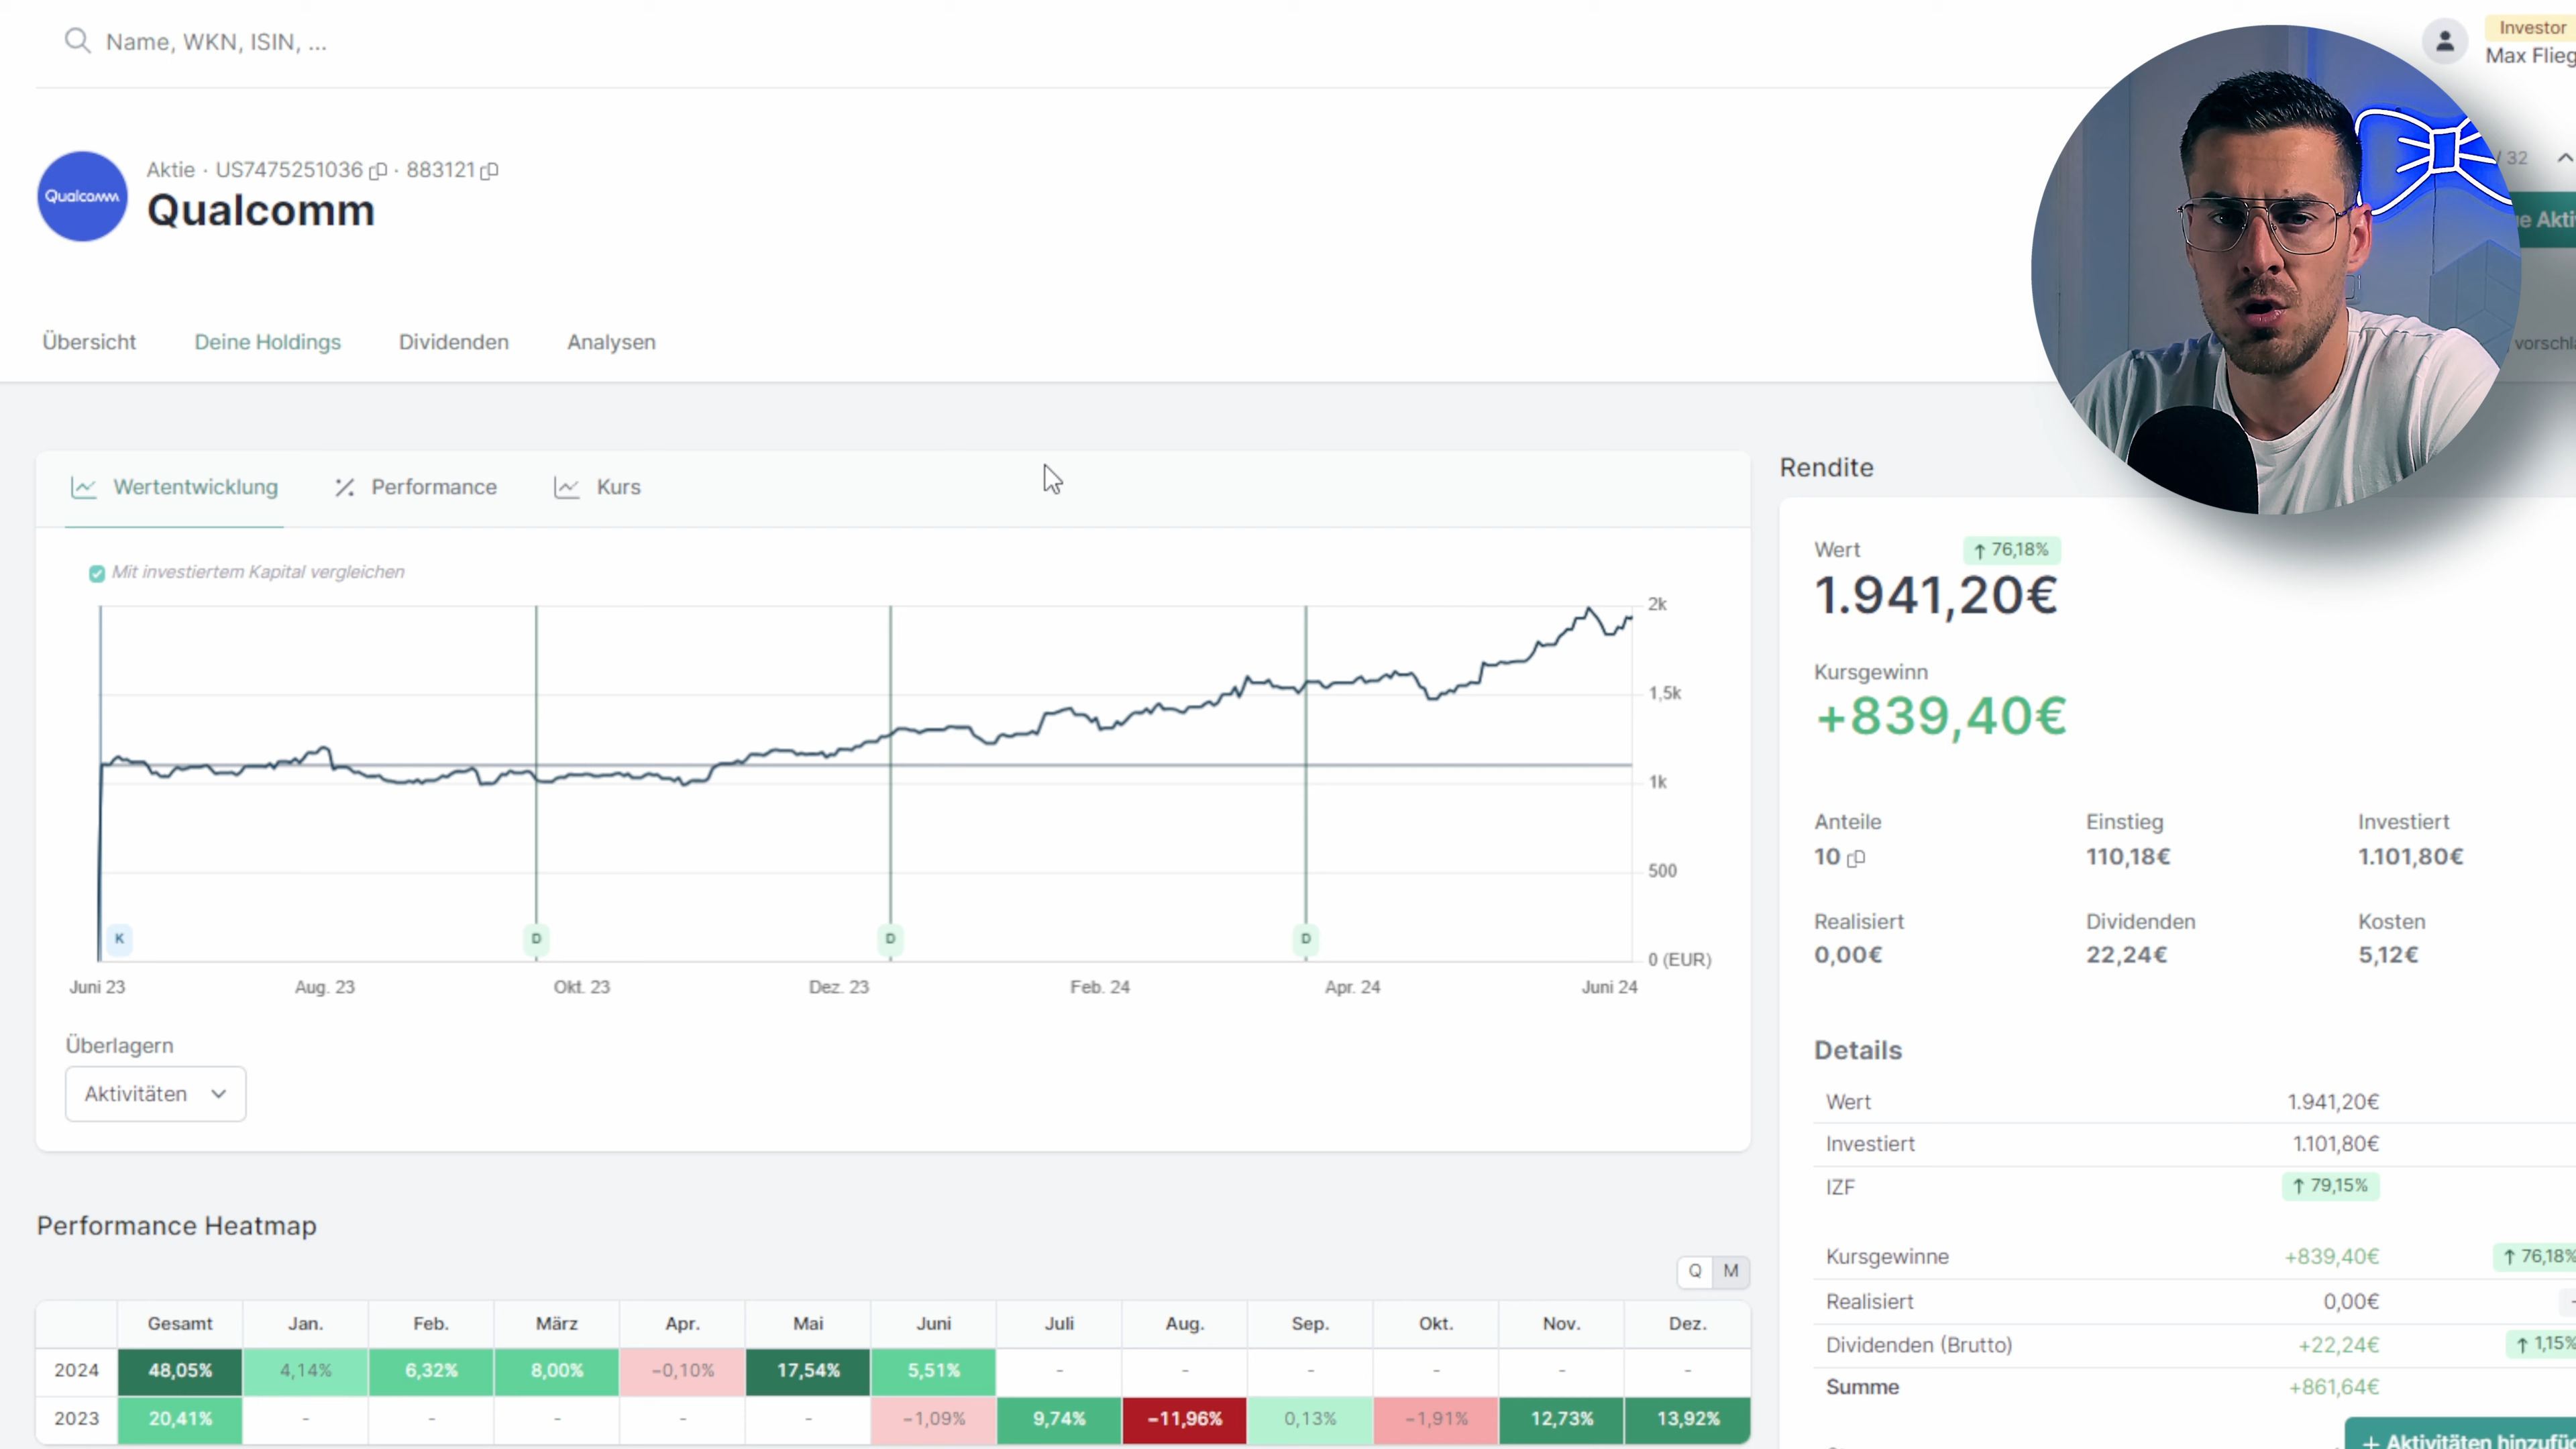 Name, WKN, ISIN, ...
Investor
Max Flieg
Qualcomm
Aktie · US7475251036 · 883121
Qualcomm
/ 32
e Akti
Übersicht
Deine Holdings
Dividenden
Analysen
vorschla
Wertentwicklung
Performance
Kurs
Mit investiertem Kapital vergleichen
2k
1,5k
1k
500
0 (EUR)
K
D
D
D
Juni 23
Aug. 23
Okt. 23
Dez. 23
Feb. 24
Apr. 24
Juni 24
Überlagern
Aktivitäten
Rendite
Wert
↑ 76,18%
1.941,20€
Kursgewinn
+839,40€
Anteile
Einstieg
Investiert
10
110,18€
1.101,80€
Realisiert
Dividenden
Kosten
0,00€
22,24€
5,12€
Details
Wert 1.941,20€
Investiert 1.101,80€
IZF ↑ 79,15%
Kursgewinne +839,40€ ↑ 76,18%
Realisiert 0,00€ -
Dividenden (Brutto) +22,24€ ↑ 1,15%
Summe +861,64€
+ Aktivitäten hinzufü
Performance Heatmap
Q M
Gesamt Jan. Feb. März Apr. Mai Juni Juli Aug. Sep. Okt. Nov. Dez.
2024 48,05% 4,14% 6,32% 8,00% −0,10% 17,54% 5,51% - - - - - -
2023 20,41% - - - - - −1,09% 9,74% −11,96% 0,13% −1,91% 12,73% 13,92%